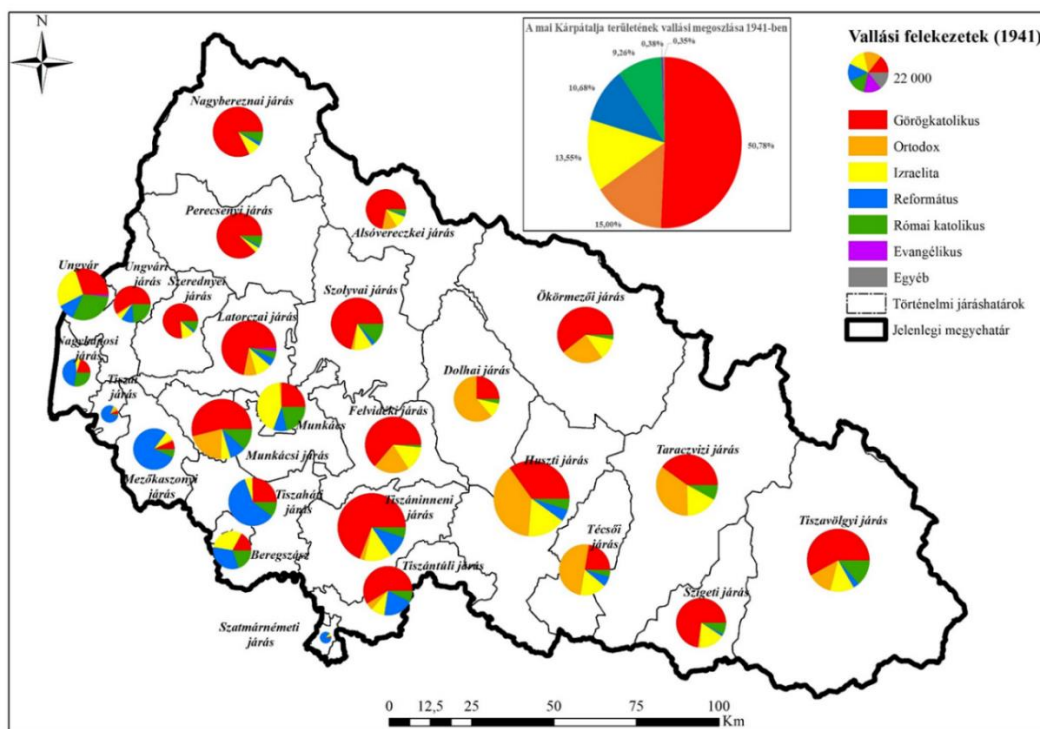 N
A mai Kárpátalja területének vallási megoszlása 1941-ben
0,38%
0,35%
9,26%
10,68%
13,55%
15,00%
50,78%
Vallási felekezetek (1941)
22 000
Görögkatolikus
Ortodox
Izraelita
Református
Római katolikus
Evangélikus
Egyéb
Történelmi járáshatárok
Jelenlegi megyehatár
Nagybereznai járás
Perecsenyi járás
Alsóvereczkei járás
Ungvár
Ungvári
járás
Szerednyei
járás
Szolyvai járás
Ökörmezői járás
Latorczai járás
Nagykaposi
járás
Dolhai járás
Tiszai
járás
Munkács
Felvidéki járás
Munkácsi járás
Huszti járás
Taraczvizi járás
Mezőkaszonyi
járás
Tiszaháti
járás
Tiszáninneni
járás
Técsői
járás
Tiszavölgyi járás
Beregszász
Tiszántúli járás
Szigeti járás
Szatmárnémeti
járás
0 12,5 25 50 75 100
Km